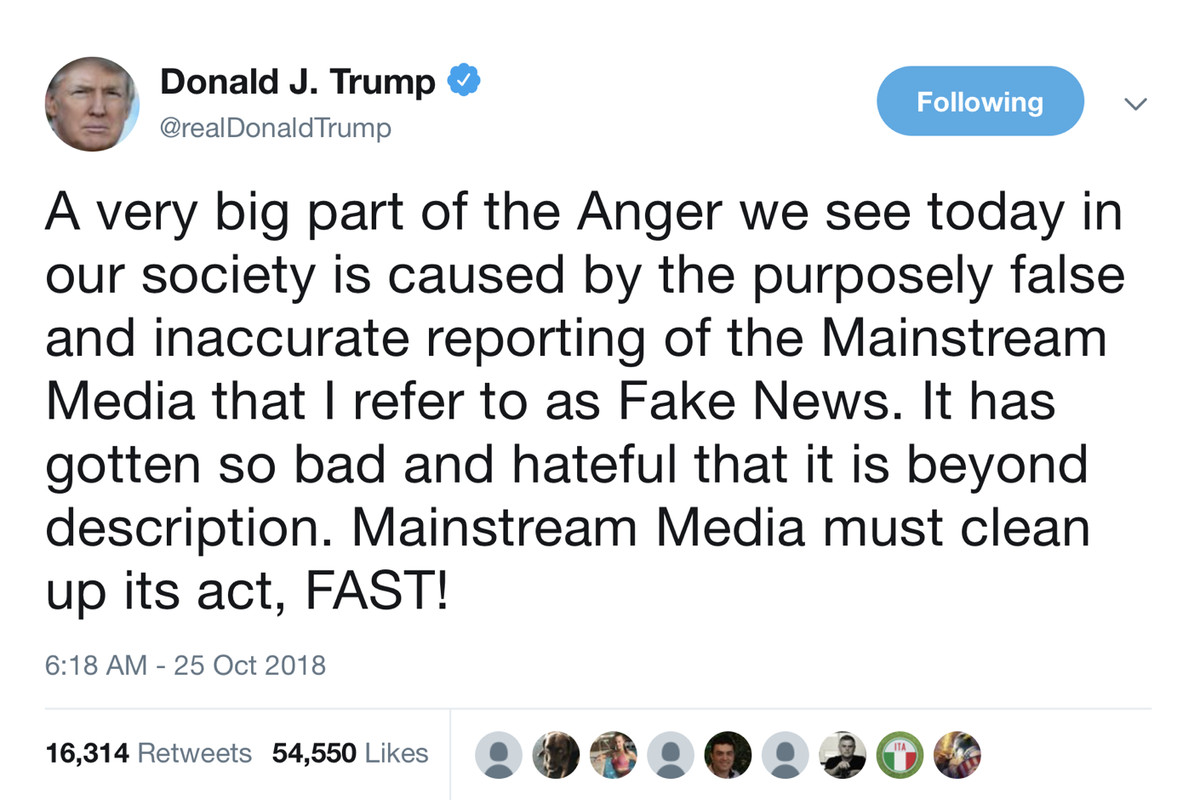 Donald J. Trump
@realDonaldTrump
Following
A very big part of the Anger we see today in
our society is caused by the purposely false
and inaccurate reporting of the Mainstream
Media that I refer to as Fake News. It has
gotten so bad and hateful that it is beyond
description. Mainstream Media must clean
up its act, FAST!
6:18 AM - 25 Oct 2018
16,314 Retweets 54,550 Likes
ITA